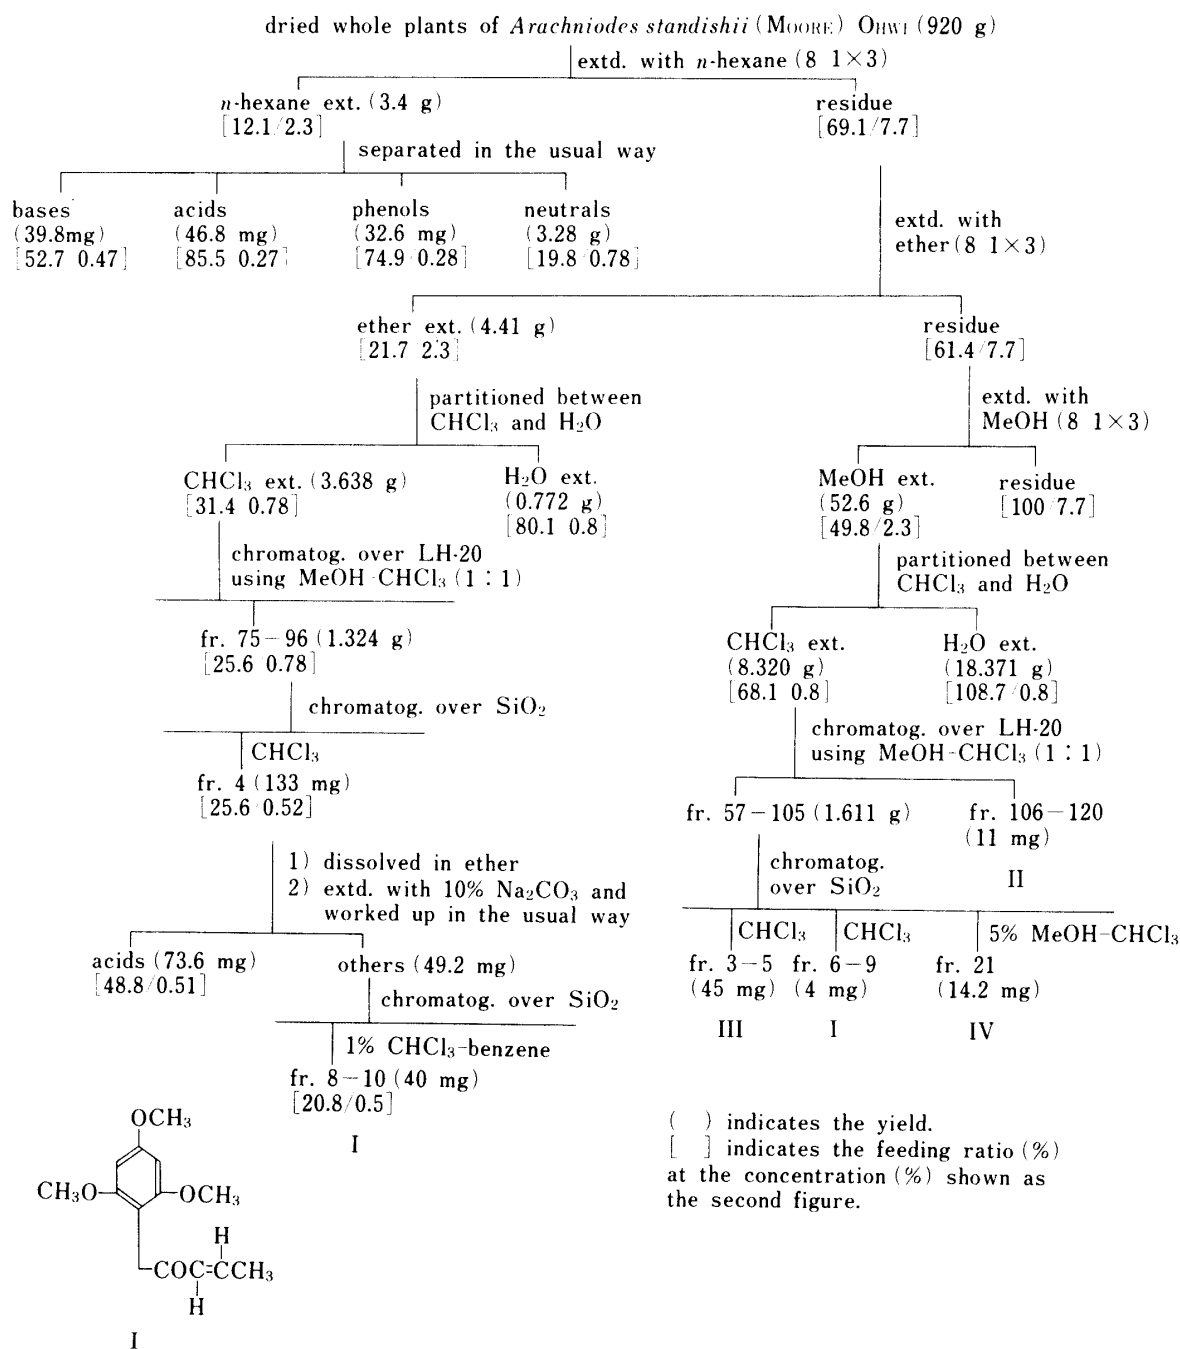 dried whole plants of Arachniodes standishii (MOORE) OHWI (920 g)
extd. with n-hexane (8 l×3)
n-hexane ext. (3.4 g)
[12.1/2.3]
residue
[69.1/7.7]
separated in the usual way
bases
(39.8mg)
[52.7 0.47]
acids
(46.8 mg)
[85.5 0.27]
phenols
(32.6 mg)
[74.9 0.28]
neutrals
(3.28 g)
[19.8 0.78]
extd. with
ether (8 l×3)
ether ext. (4.41 g)
[21.7 2.3]
residue
[61.4/7.7]
partitioned between
CHCl₃ and H₂O
extd. with
MeOH (8 l×3)
CHCl₃ ext. (3.638 g)
[31.4 0.78]
H₂O ext.
(0.772 g)
[80.1 0.8]
MeOH ext.
(52.6 g)
[49.8/2.3]
residue
[100/7.7]
chromatog. over LH-20
using MeOH-CHCl₃ (1 : 1)
partitioned between
CHCl₃ and H₂O
fr. 75-96 (1.324 g)
[25.6 0.78]
CHCl₃ ext.
(8.320 g)
[68.1 0.8]
H₂O ext.
(18.371 g)
[108.7/0.8]
chromatog. over SiO₂
chromatog. over LH-20
using MeOH-CHCl₃ (1 : 1)
CHCl₃
fr. 4 (133 mg)
[25.6 0.52]
fr. 57-105 (1.611 g)
fr. 106-120
(11 mg)
II
1) dissolved in ether
2) extd. with 10% Na₂CO₃ and
worked up in the usual way
chromatog.
over SiO₂
acids (73.6 mg)
[48.8/0.51]
others (49.2 mg)
CHCl₃
CHCl₃
5% MeOH-CHCl₃
fr. 3-5
(45 mg)
III
fr. 6-9
(4 mg)
I
fr. 21
(14.2 mg)
IV
chromatog. over SiO₂
1% CHCl₃-benzene
fr. 8-10 (40 mg)
[20.8/0.5]
I
( ) indicates the yield.
[ ] indicates the feeding ratio (%)
at the concentration (%) shown as
the second figure.
OCH₃
CH₃O
OCH₃
H
COC=CCH₃
H
I